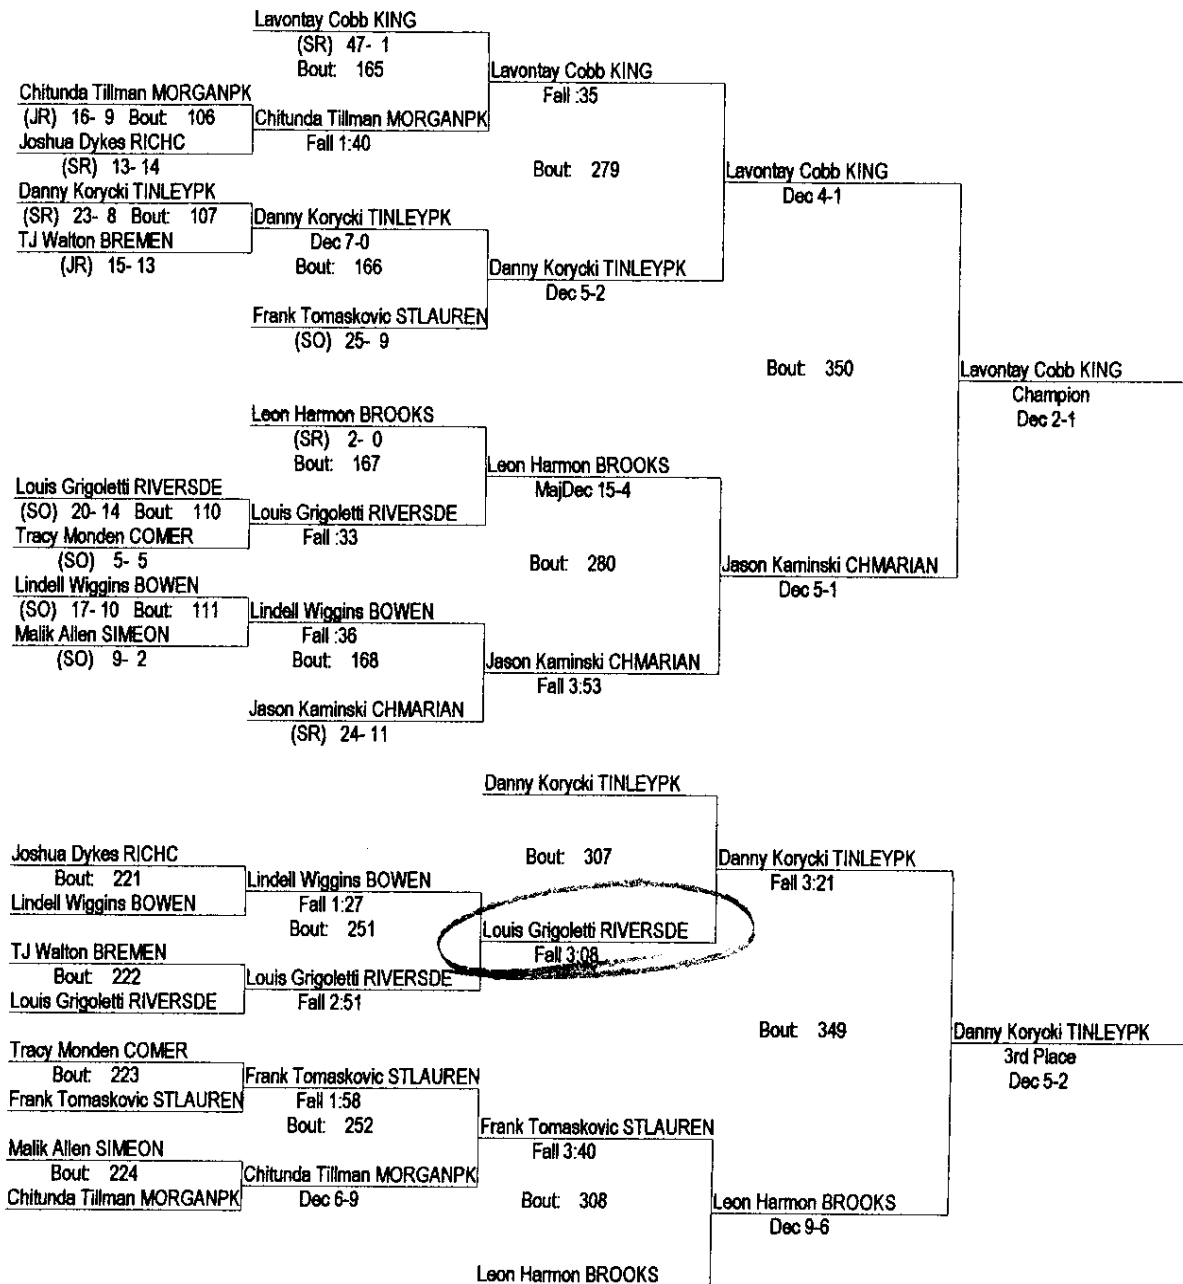 Lavontay Cobb KING
(SR) 47- 1
Bout: 165
Lavontay Cobb KING
Fall :35
Chitunda Tillman MORGANPK
(JR) 16- 9 Bout: 106
Chitunda Tillman MORGANPK
Fall 1:40
Joshua Dykes RICHC
(SR) 13- 14
Bout: 279
Lavontay Cobb KING
Dec 4-1
Danny Korycki TINLEYPK
(SR) 23- 8 Bout: 107
Danny Korycki TINLEYPK
Dec 7-0
Bout: 166
TJ Walton BREMEN
(JR) 15- 13
Danny Korycki TINLEYPK
Dec 5-2
Frank Tomaskovic STLAUREN
(SO) 25- 9
Bout: 350
Lavontay Cobb KING
Champion
Dec 2-1
Leon Harmon BROOKS
(SR) 2- 0
Bout: 167
Leon Harmon BROOKS
MajDec 15-4
Louis Grigoletti RIVERSDE
(SO) 20- 14 Bout: 110
Louis Grigoletti RIVERSDE
Fall :33
Tracy Monden COMER
(SO) 5- 5
Bout: 280
Jason Kaminski CHMARIAN
Dec 5-1
Lindell Wiggins BOWEN
(SO) 17- 10 Bout: 111
Lindell Wiggins BOWEN
Fall :36
Bout: 168
Malik Allen SIMEON
(SO) 9- 2
Jason Kaminski CHMARIAN
Fall 3:53
Jason Kaminski CHMARIAN
(SR) 24- 11
Danny Korycki TINLEYPK
Bout: 307
Danny Korycki TINLEYPK
Fall 3:21
Joshua Dykes RICHC
Bout: 221
Lindell Wiggins BOWEN
Lindell Wiggins BOWEN
Fall 1:27
Bout: 251
Louis Grigoletti RIVERSDE
Fall 3:08
TJ Walton BREMEN
Bout: 222
Louis Grigoletti RIVERSDE
Louis Grigoletti RIVERSDE
Fall 2:51
Bout: 349
Danny Korycki TINLEYPK
3rd Place
Dec 5-2
Tracy Monden COMER
Bout: 223
Frank Tomaskovic STLAUREN
Frank Tomaskovic STLAUREN
Fall 1:58
Bout: 252
Frank Tomaskovic STLAUREN
Fall 3:40
Malik Allen SIMEON
Bout: 224
Chitunda Tillman MORGANPK
Chitunda Tillman MORGANPK
Dec 6-9
Bout: 308
Leon Harmon BROOKS
Dec 9-6
Leon Harmon BROOKS